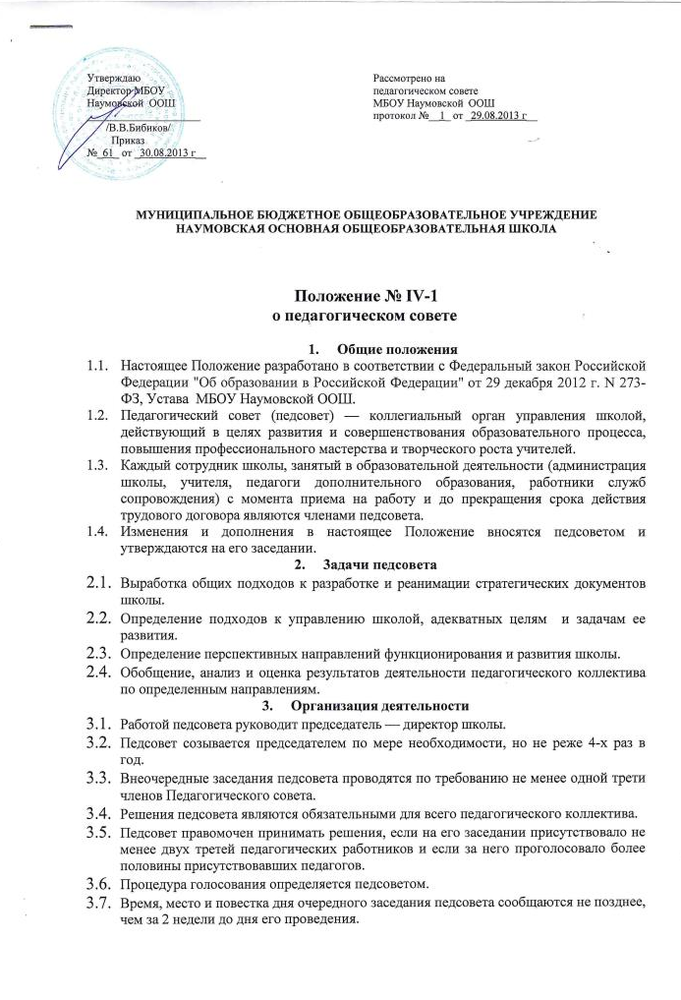 Утверждаю
Директор МБОУ
Наумовской ООШ
/В.В.Бибиков/
Приказ
№ 61 от 30.08.2013 г
Рассмотрено на
педагогическом совете
МБОУ Наумовской ООШ
протокол № 1 от 29.08.2013 г
МУНИЦИПАЛЬНОЕ БЮДЖЕТНОЕ ОБЩЕОБРАЗОВАТЕЛЬНОЕ УЧРЕЖДЕНИЕ
НАУМОВСКАЯ ОСНОВНАЯ ОБЩЕОБРАЗОВАТЕЛЬНАЯ ШКОЛА
Положение № IV-1
о педагогическом совете
1. Общие положения
1.1. Настоящее Положение разработано в соответствии с Федеральный закон Российской
Федерации "Об образовании в Российской Федерации" от 29 декабря 2012 г. N 273-
ФЗ, Устава МБОУ Наумовской ООШ.
1.2. Педагогический совет (педсовет) — коллегиальный орган управления школой,
действующий в целях развития и совершенствования образовательного процесса,
повышения профессионального мастерства и творческого роста учителей.
1.3. Каждый сотрудник школы, занятый в образовательной деятельности (администрация
школы, учителя, педагоги дополнительного образования, работники служб
сопровождения) с момента приема на работу и до прекращения срока действия
трудового договора являются членами педсовета.
1.4. Изменения и дополнения в настоящее Положение вносятся педсоветом и
утверждаются на его заседании.
2. Задачи педсовета
2.1. Выработка общих подходов к разработке и реанимации стратегических документов
школы.
2.2. Определение подходов к управлению школой, адекватных целям и задачам ее
развития.
2.3. Определение перспективных направлений функционирования и развития школы.
2.4. Обобщение, анализ и оценка результатов деятельности педагогического коллектива
по определенным направлениям.
3. Организация деятельности
3.1. Работой педсовета руководит председатель — директор школы.
3.2. Педсовет созывается председателем по мере необходимости, но не реже 4-х раз в
год.
3.3. Внеочередные заседания педсовета проводятся по требованию не менее одной трети
членов Педагогического совета.
3.4. Решения педсовета являются обязательными для всего педагогического коллектива.
3.5. Педсовет правомочен принимать решения, если на его заседании присутствовало не
менее двух третей педагогических работников и если за него проголосовало более
половины присутствовавших педагогов.
3.6. Процедура голосования определяется педсоветом.
3.7. Время, место и повестка дня очередного заседания педсовета сообщаются не позднее,
чем за 2 недели до дня его проведения.